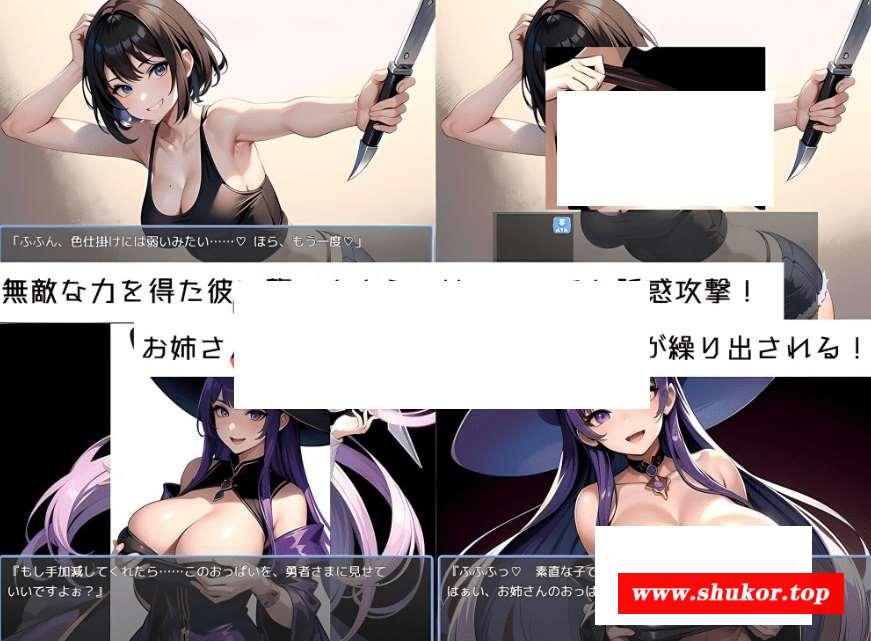 「ふふん、色仕掛けには弱いみたい……♡ ほら、もう一度♡」
無敵な力を得た彼
惑攻撃！
お姉さ
が繰り出される！
『もし手加減してくれたら……このおっぱいを、勇者さまに見せて
いいですよぉ？』
『ふふふっ♡ 素直な子で
はぁい、お姉さんのおっぱ
www.shukor.top